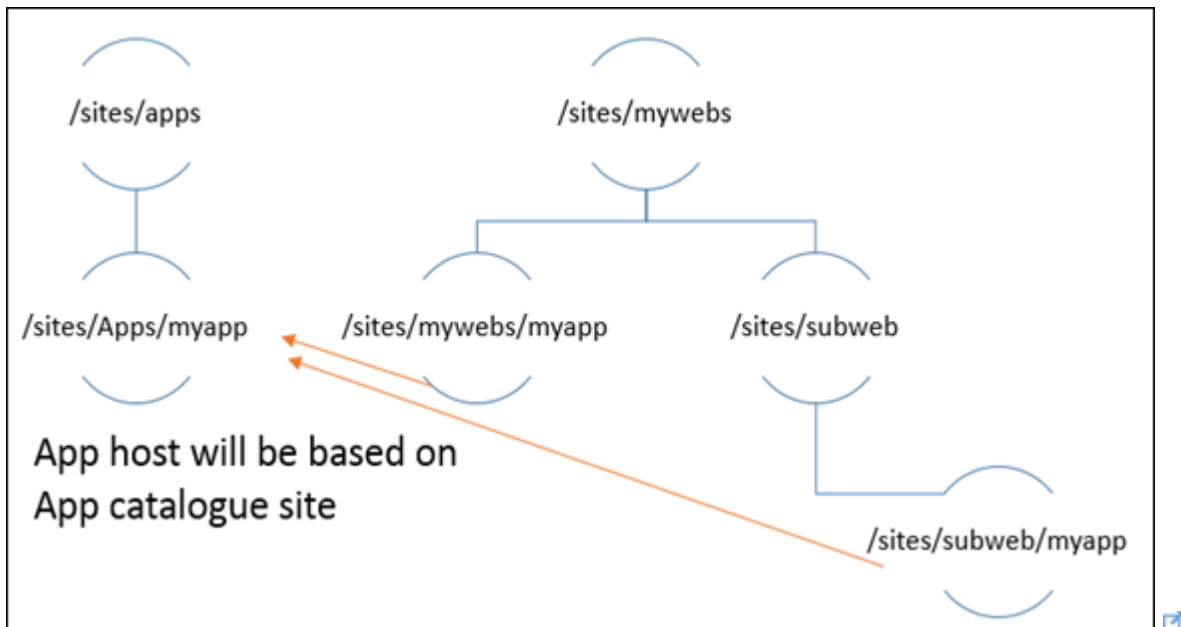 /sites/apps
/sites/mywebs
/sites/Apps/myapp
/sites/mywebs/myapp
/sites/subweb
App host will be based on
App catalogue site
/sites/subweb/myapp